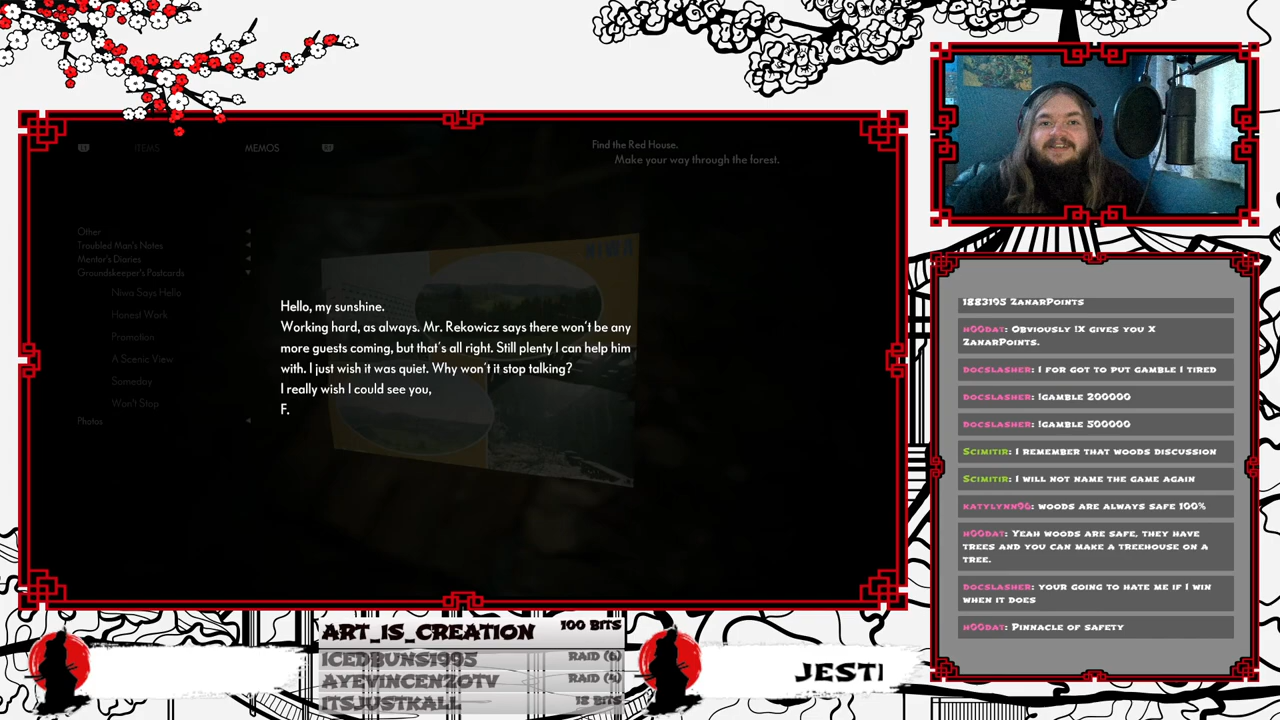 ITEMS
MEMOS
Find the Red House.
Make your way through the forest.
Other
Troubled Man's Notes
Mentor's Diaries
Groundskeeper's Postcards
Niwa Says Hello
Honest Work
Promotion
A Scenic View
Someday
Won't Stop
Photos
NIWA
Hello, my sunshine.
Working hard, as always. Mr. Rekowicz says there won't be any
more guests coming, but that's all right. Still plenty I can help him
with. I just wish it was quiet. Why won't it stop talking?
I really wish I could see you,
F.
1883195 ZanarPoints
n00dat: Obviously !X gives you X
ZanarPoints.
docslasher: I for got to put gamble I tired
docslasher: !gamble 200000
docslasher: !gamble 500000
Scimitir: I remember that woods discussion
Scimitir: I will not name the game again
katylynn96: woods are always safe 100%
n00dat: Yeah woods are safe, they have
trees and you can make a treehouse on a
tree.
docslasher: your going to hate me if I win
when it does
n00dat: Pinnacle of safety
ART_IS_CREATION 100 BITS
ICEDBUNS1995 RAID (6)
AYEVINCENZOTV RAID (4)
ITSJUSTKALL 18 BITS
JESTI